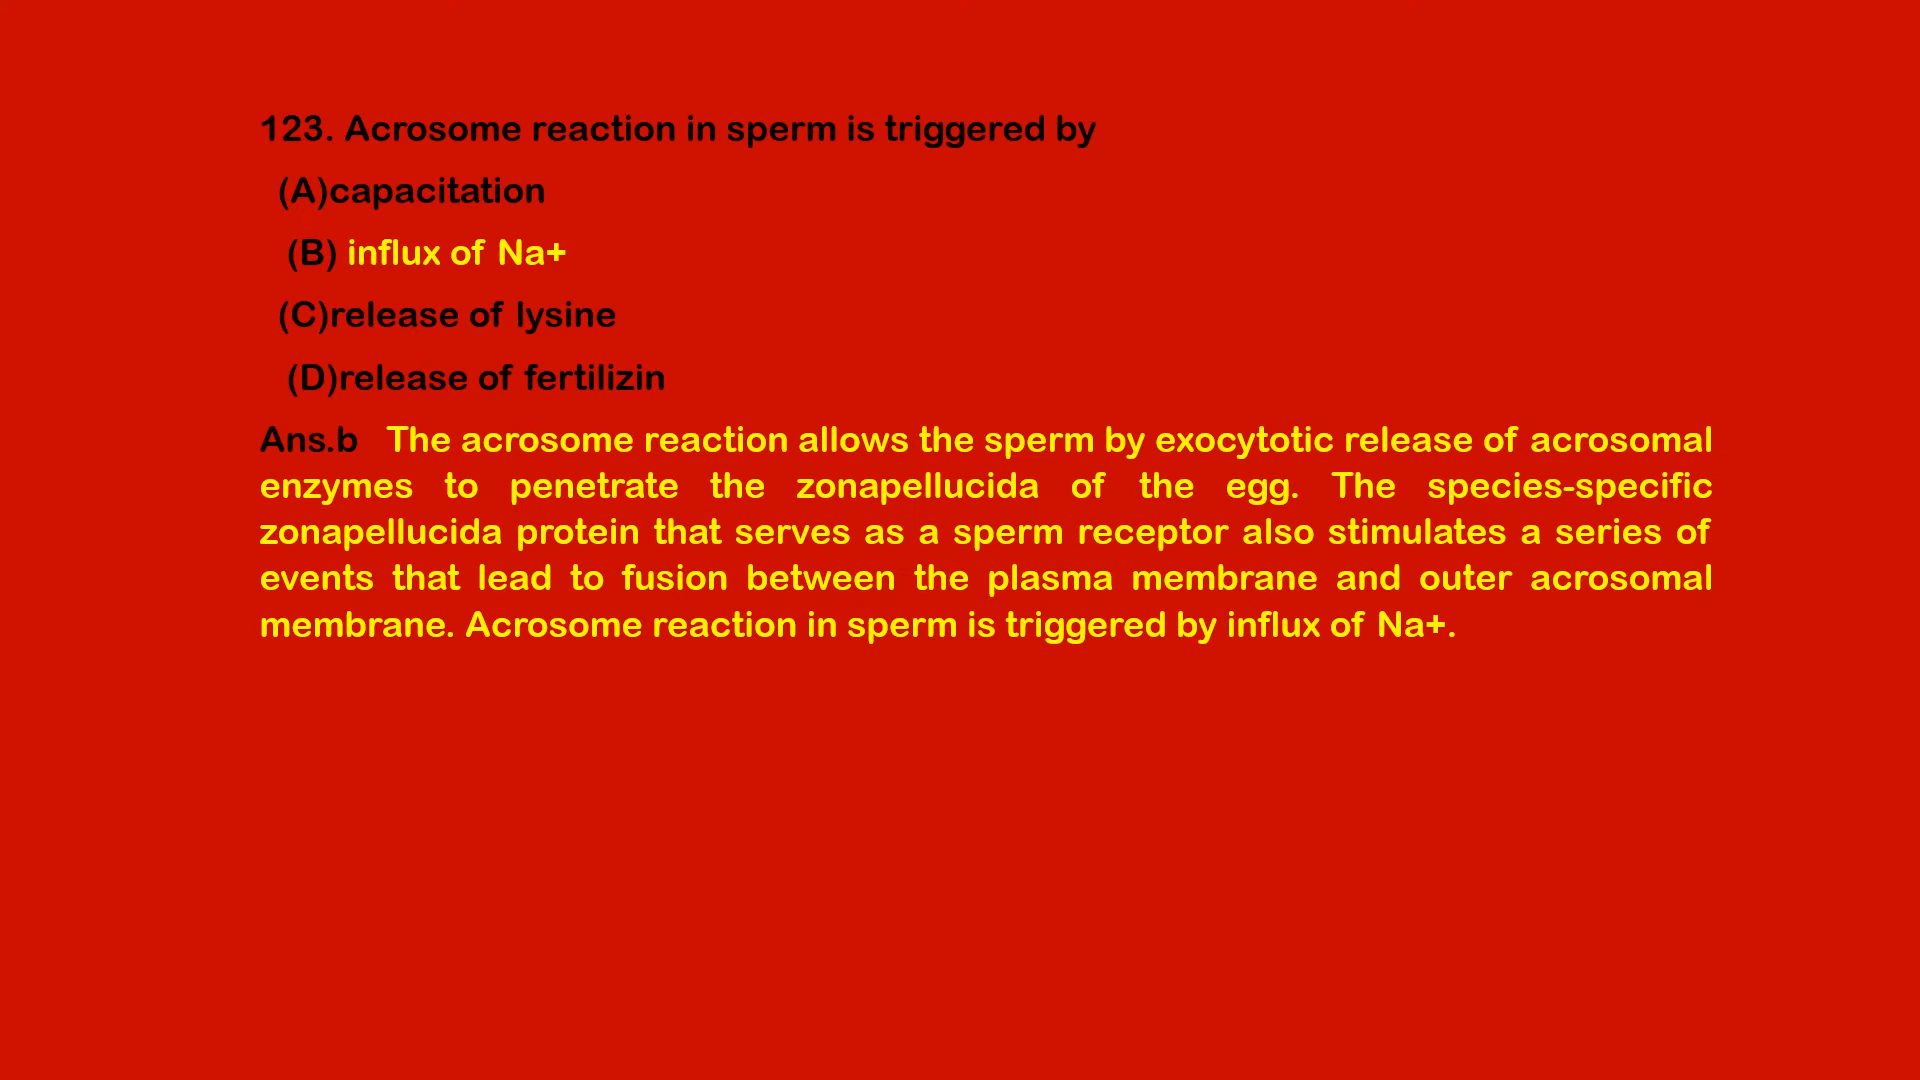 123. Acrosome reaction in sperm is triggered by
(A)capacitation
(B) influx of Na+
(C)release of lysine
(D)release of fertilizin
Ans.b The acrosome reaction allows the sperm by exocytotic release of acrosomal
enzymes to penetrate the zonapellucida of the egg. The species-specific
zonapellucida protein that serves as a sperm receptor also stimulates a series of
events that lead to fusion between the plasma membrane and outer acrosomal
membrane. Acrosome reaction in sperm is triggered by influx of Na+.